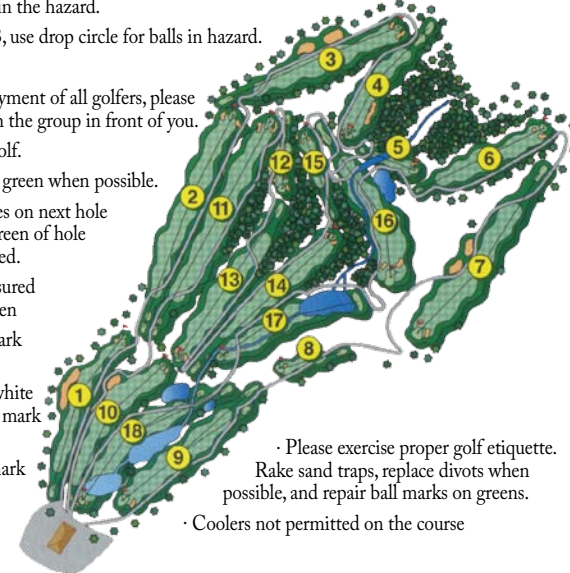 in the hazard.
, use drop circle for balls in hazard.
yment of all golfers, please
the group in front of you.
olf.
green when possible.
es on next hole
reen of hole
ed.
sured
en
ark
white
mark
ark
3
4
5
12
15
6
2
11
16
7
13
14
17
8
1
10
18
9
· Please exercise proper golf etiquette.
Rake sand traps, replace divots when
possible, and repair ball marks on greens.
· Coolers not permitted on the course